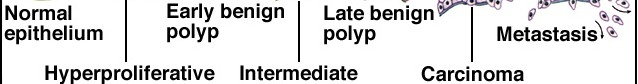 Normal
epithelium
Early benign
polyp
Late benign
polyp
Metastasis
Hyperproliferative
Intermediate
Carcinoma